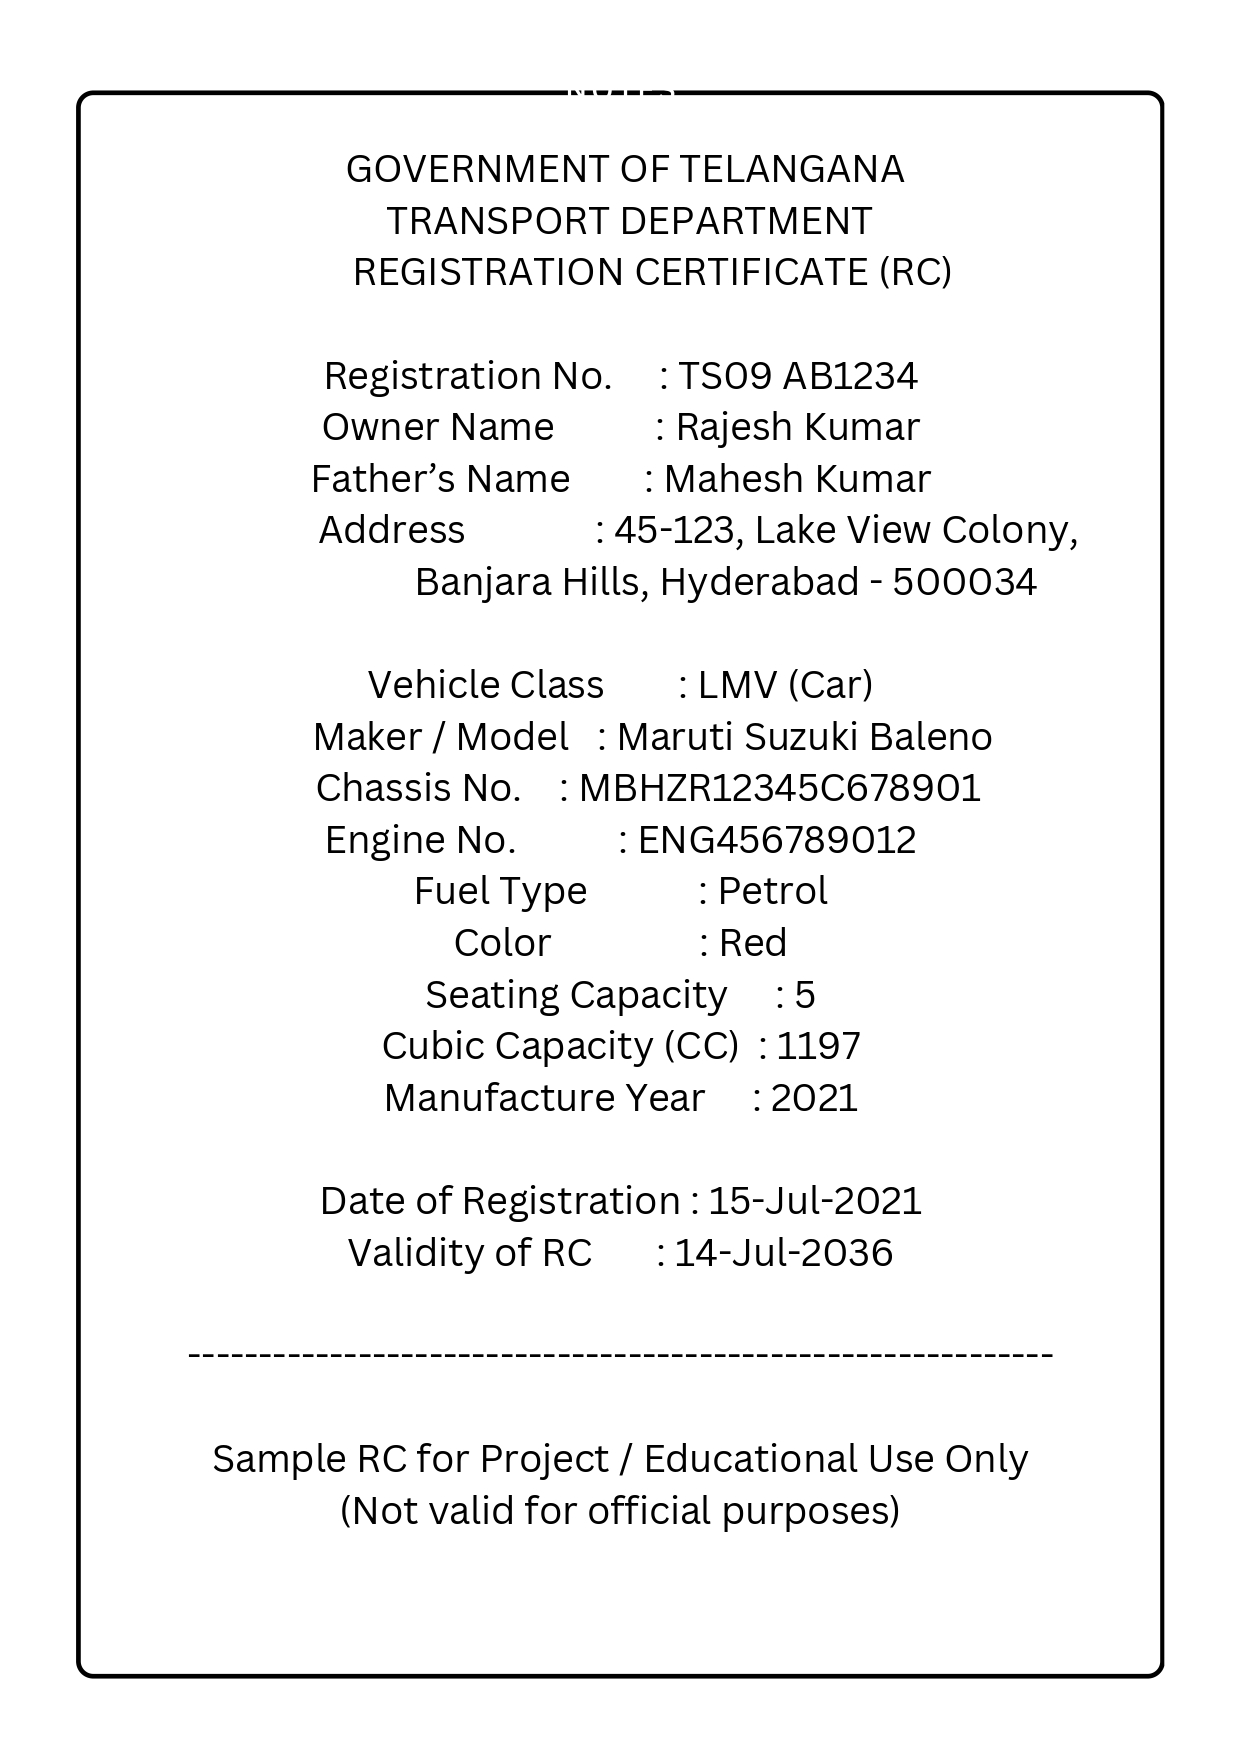 NOTES
GOVERNMENT OF TELANGANA
TRANSPORT DEPARTMENT
REGISTRATION CERTIFICATE (RC)
Registration No. : TS09 AB1234
Owner Name : Rajesh Kumar
Father’s Name : Mahesh Kumar
Address : 45-123, Lake View Colony,
Banjara Hills, Hyderabad - 500034
Vehicle Class : LMV (Car)
Maker / Model : Maruti Suzuki Baleno
Chassis No. : MBHZR12345C678901
Engine No. : ENG456789012
Fuel Type : Petrol
Color : Red
Seating Capacity : 5
Cubic Capacity (CC) : 1197
Manufacture Year : 2021
Date of Registration : 15-Jul-2021
Validity of RC : 14-Jul-2036
-------------------------------------------------------------
Sample RC for Project / Educational Use Only
(Not valid for official purposes)